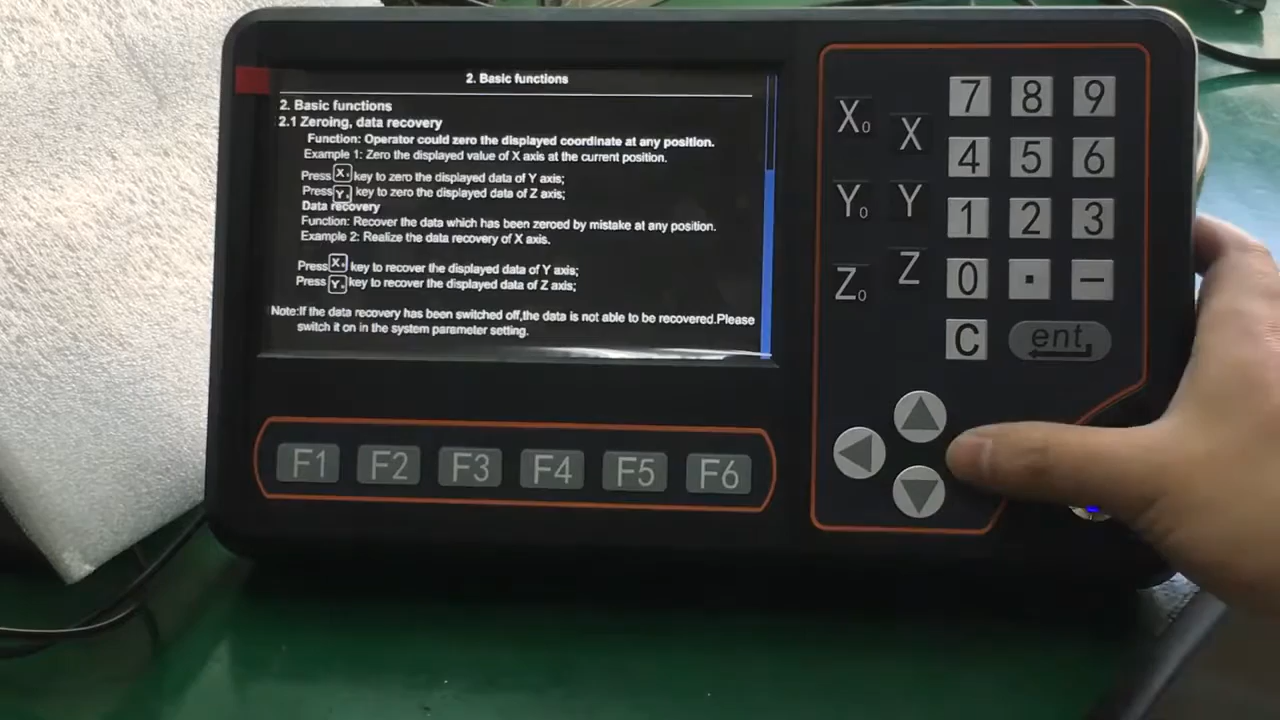 2. Basic functions
2. Basic functions
2.1 Zeroing, data recovery
Function: Operator could zero the displayed coordinate at any position.
Example 1: Zero the displayed value of X axis at the current position.
Press X₀ key to zero the displayed data of Y axis;
Press Y₀ key to zero the displayed data of Z axis;
Data recovery
Function: Recover the data which has been zeroed by mistake at any position.
Example 2: Realize the data recovery of X axis.
Press X₀ key to recover the displayed data of Y axis;
Press Y₀ key to recover the displayed data of Z axis;
Note:If the data recovery has been switched off,the data is not able to be recovered.Please
switch it on in the system parameter setting.
X₀ X 7 8 9
4 5 6
Y₀ Y 1 2 3
Z₀ Z 0 . −
C ent
F1 F2 F3 F4 F5 F6